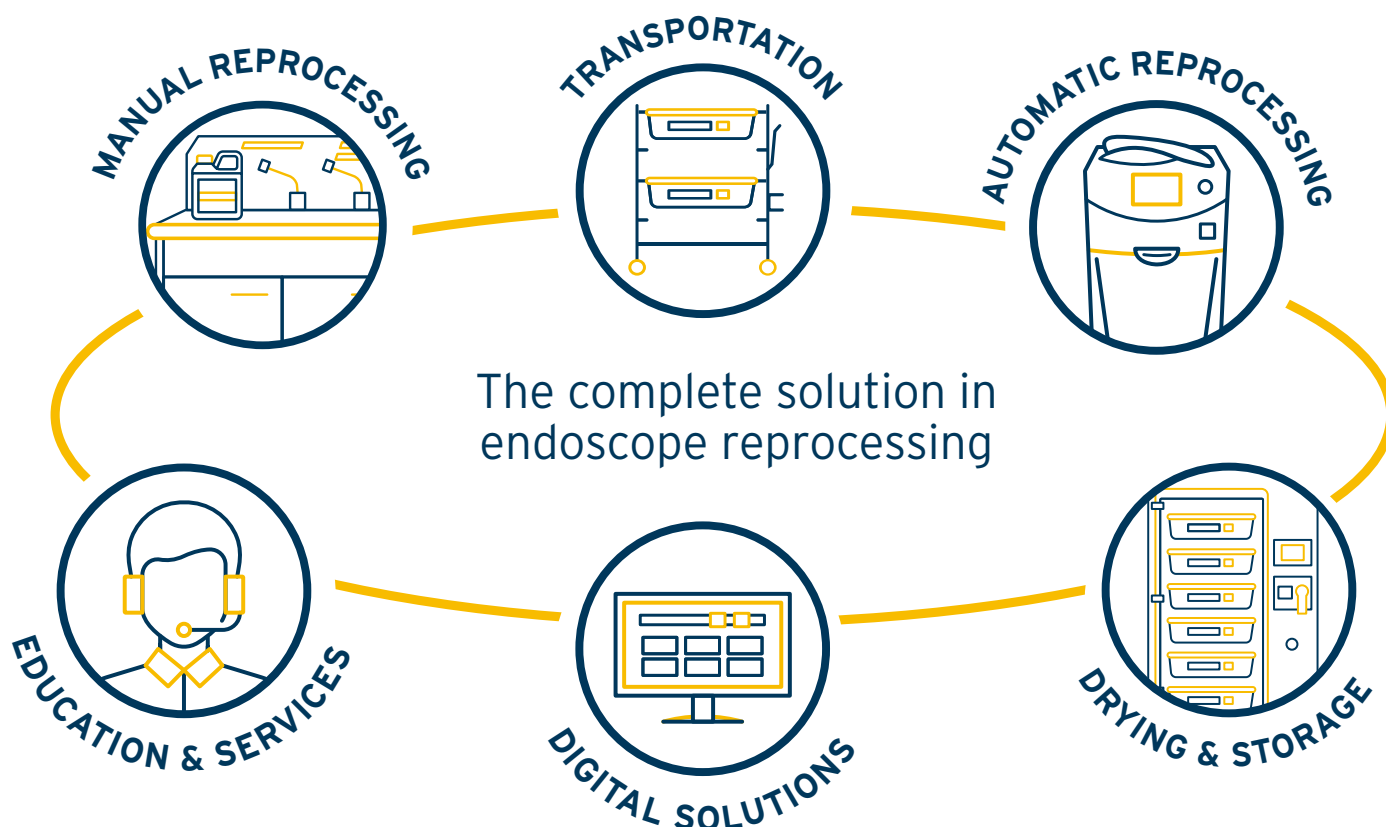 MANUAL REPROCESSING
TRANSPORTATION
AUTOMATIC REPROCESSING
The complete solution in
endoscope reprocessing
EDUCATION & SERVICES
DIGITAL SOLUTIONS
DRYING & STORAGE